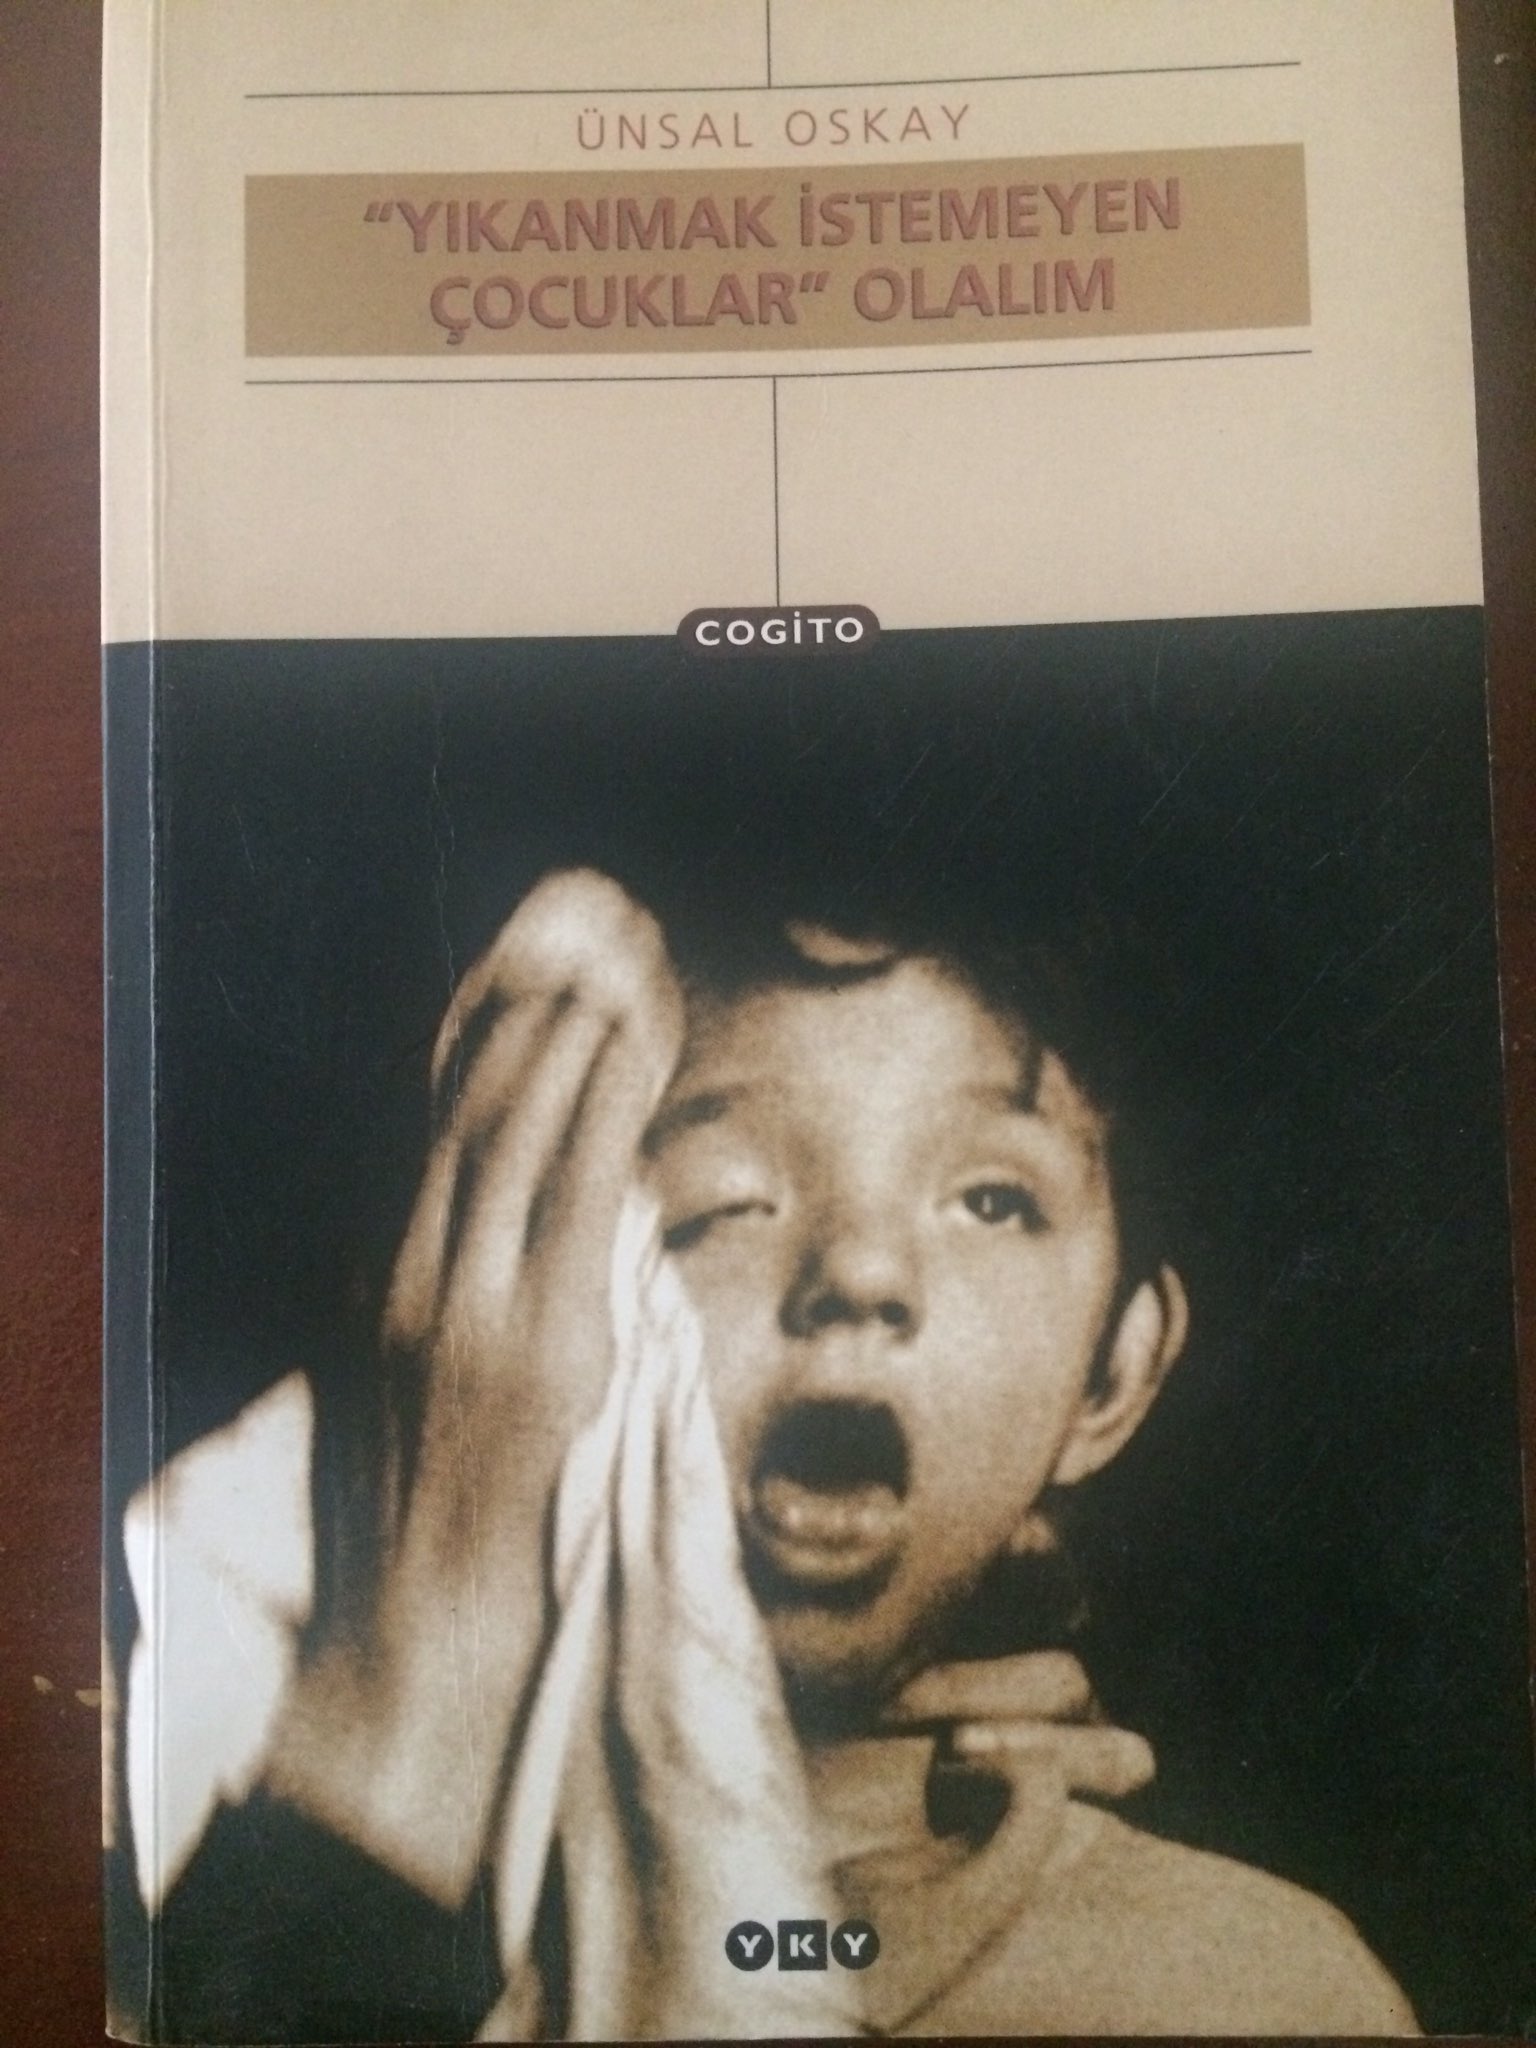 ÜNSAL OSKAY
“YIKANMAK İSTEMEYEN
ÇOCUKLAR” OLALIM
COGİTO
YKY